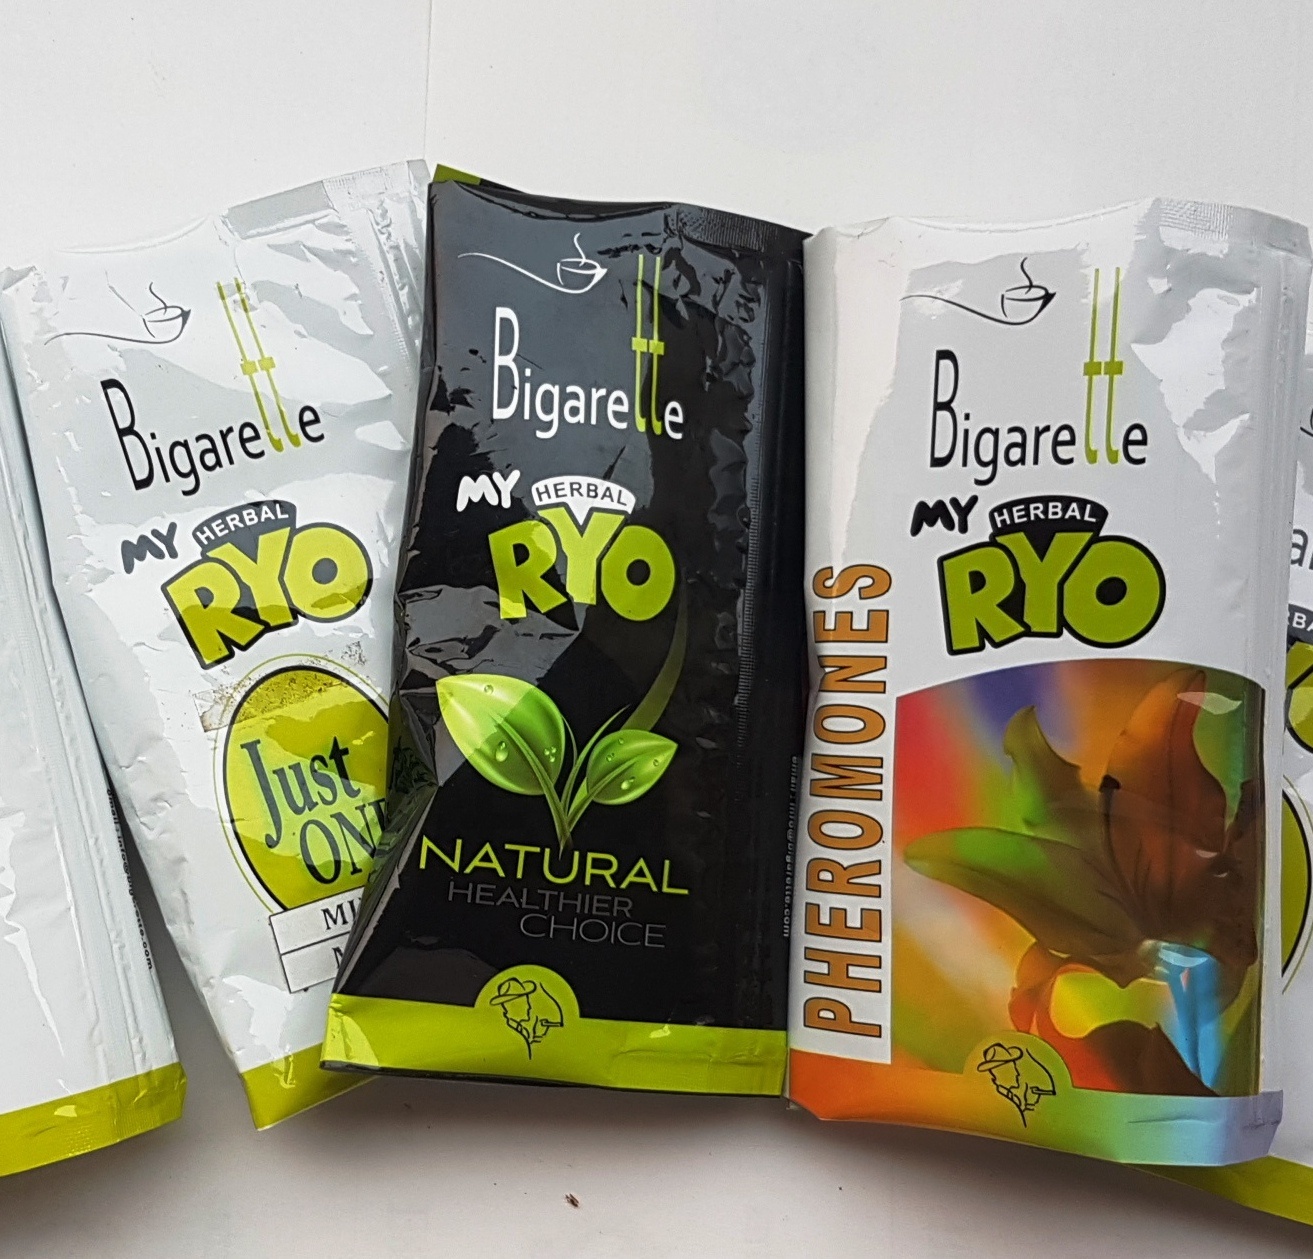 Bigarette
MY HERBAL
RYO
Just
ONE
Bigarette
MY HERBAL
RYO
NATURAL
HEALTHIER
CHOICE
Bigarette
MY HERBAL
RYO
PHEROMONES